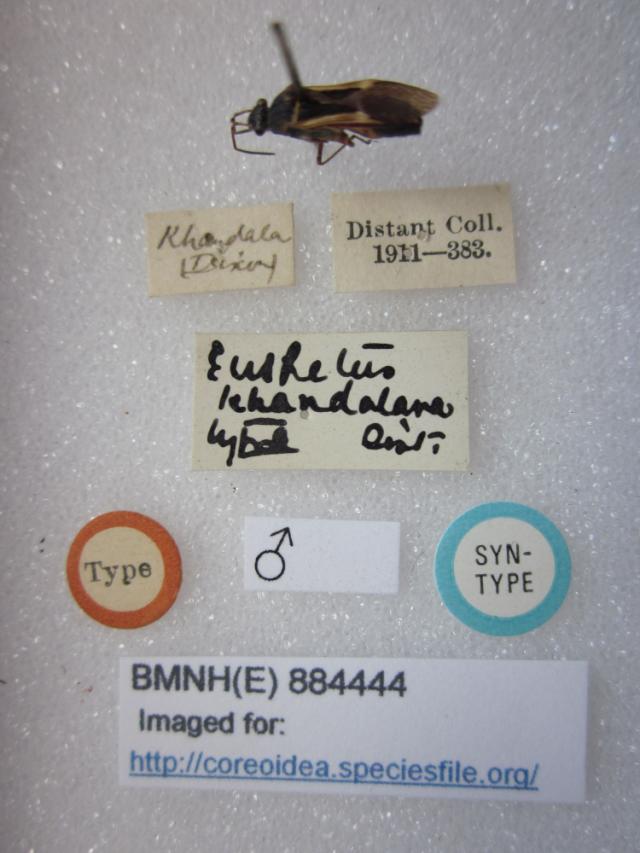 Khandala
(Dixon)
Distant Coll.
1911—383.
Euthetus
khandalana
type Dist.
Type
♂
SYN-
TYPE
BMNH(E) 884444
Imaged for:
http://coreoidea.speciesfile.org/